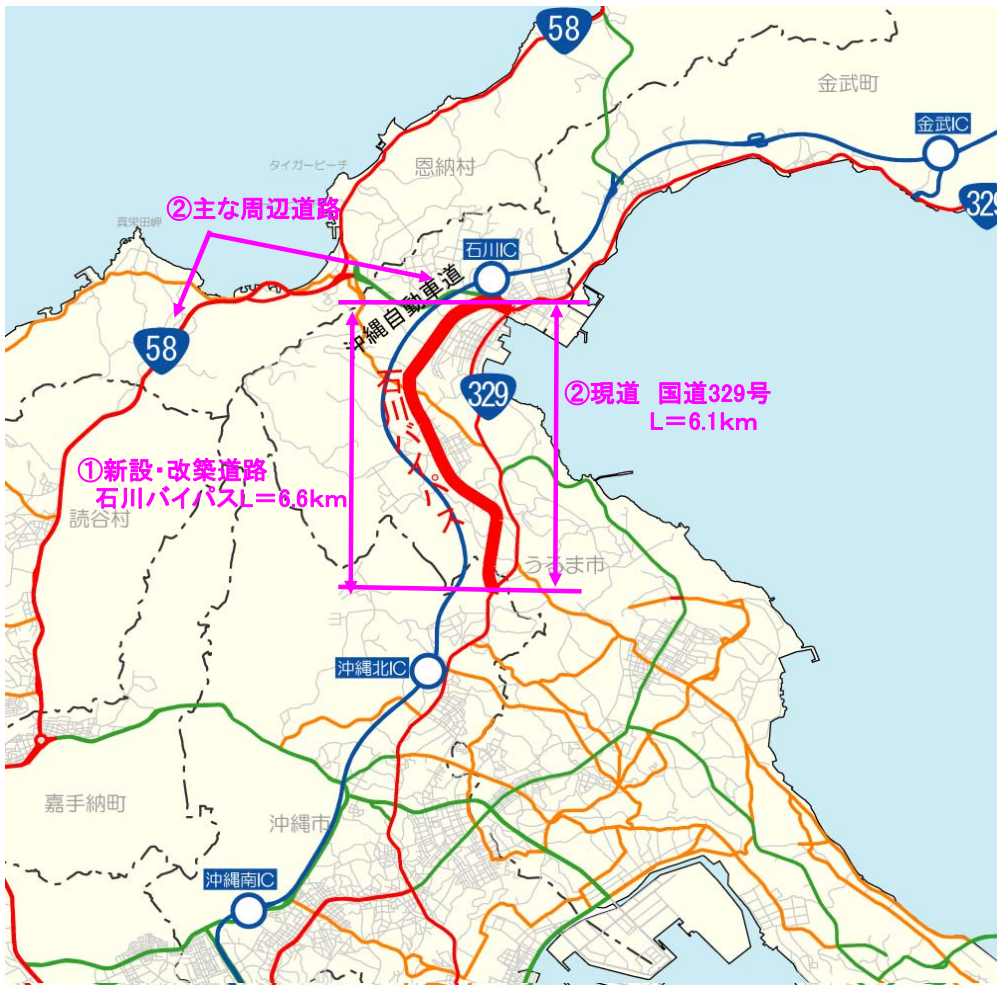 58
金武町
金武IC
タイガービーチ
恩納村
329
②主な周辺道路
真栄田岬
石川IC
沖縄自動車道
58
329
②現道 国道329号
L=6.1km
石川バイパス
①新設・改築道路
石川バイパスL=6.6km
読谷村
うるま市
沖縄北IC
嘉手納町
沖縄市
沖縄南IC